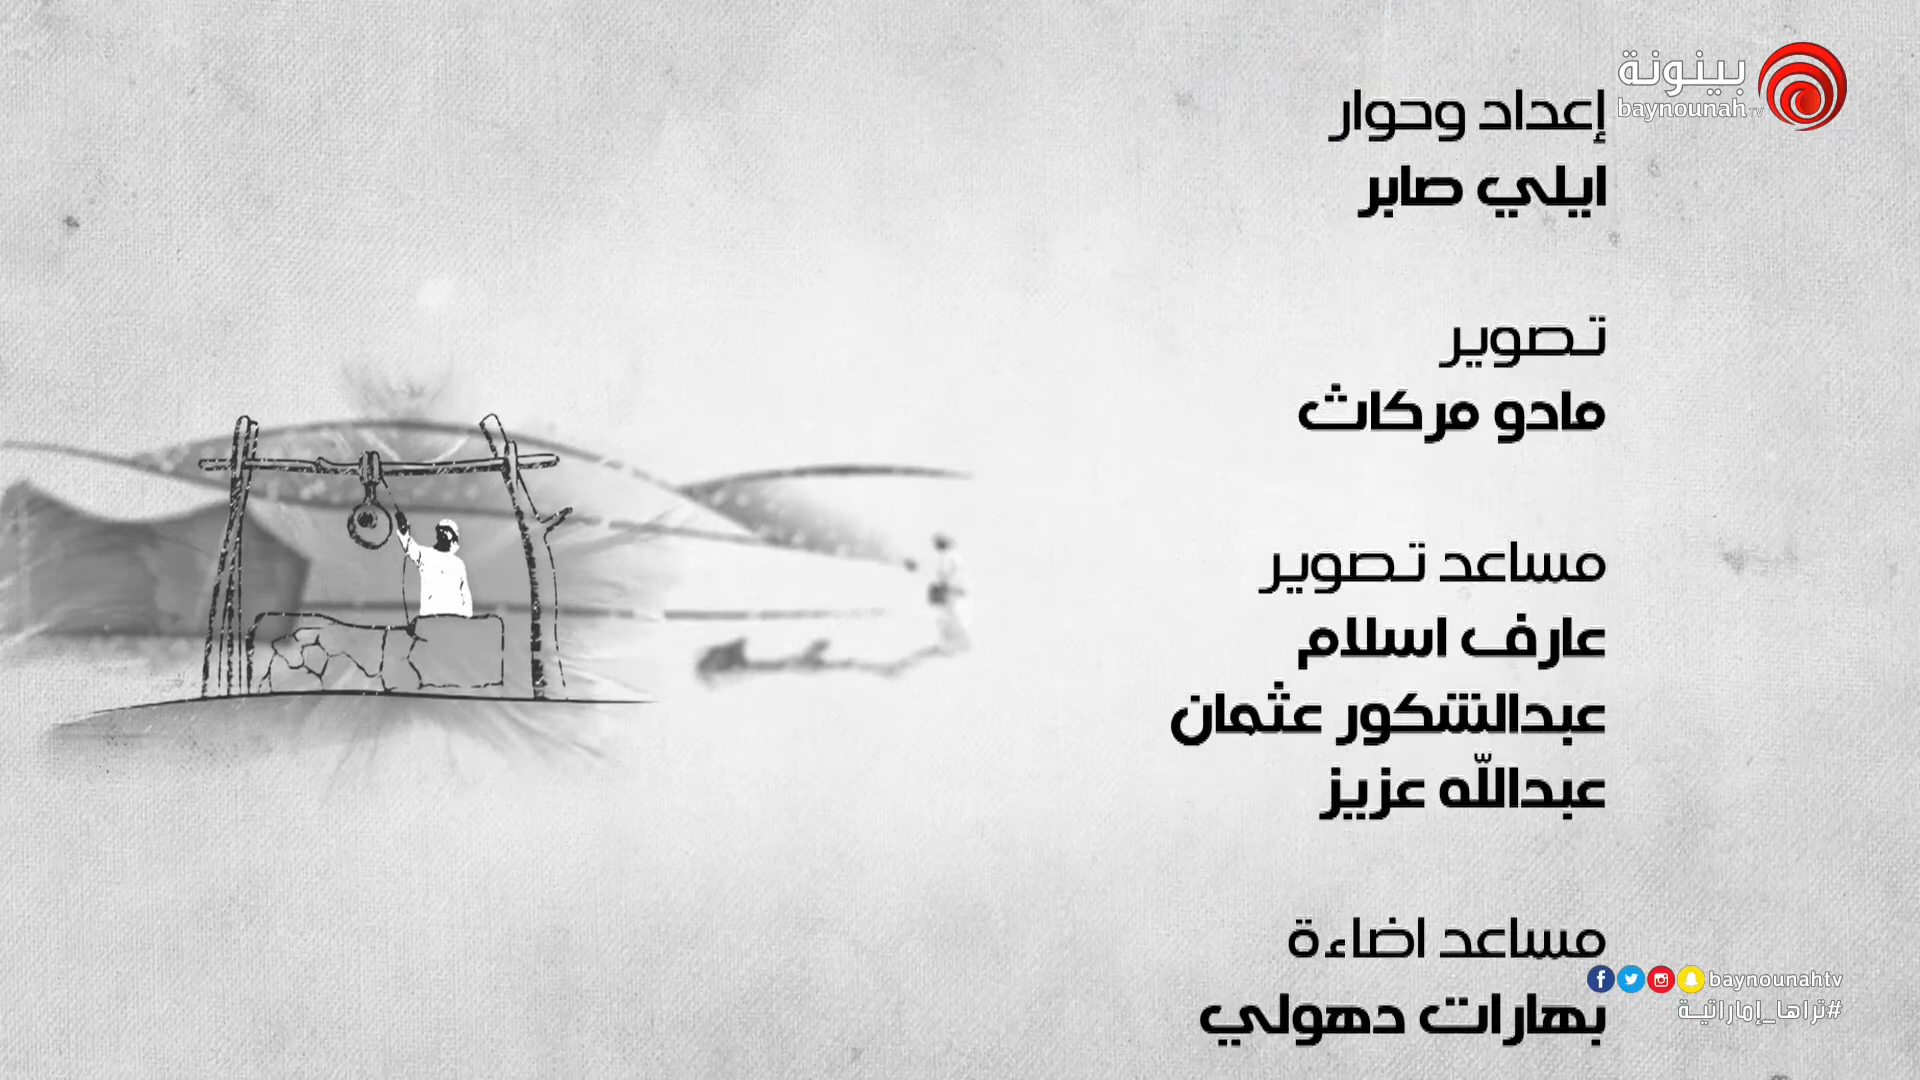 بينونة
baynounah TV
إعداد وحوار
ايلي صابر
تصوير
مادو مركاث
مساعد تصوير
عارف اسلام
عبدالشكور عثمان
عبدالله عزيز
مساعد اضاءة
بهارات دهولي
baynounahtv
#تراها_إماراتية